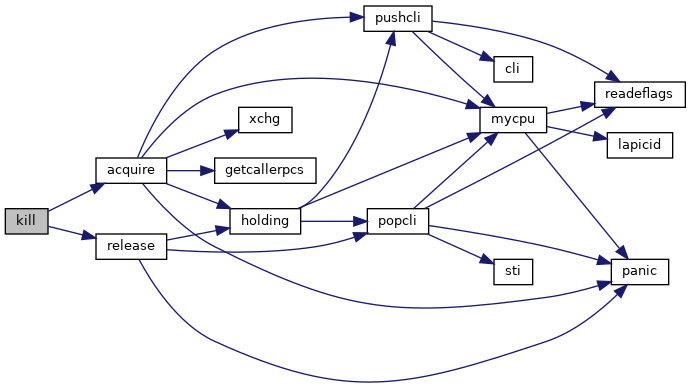 pushcli
cli
readeflags
xchg
mycpu
lapicid
acquire
getcallerpcs
kill
holding
popcli
release
sti
panic